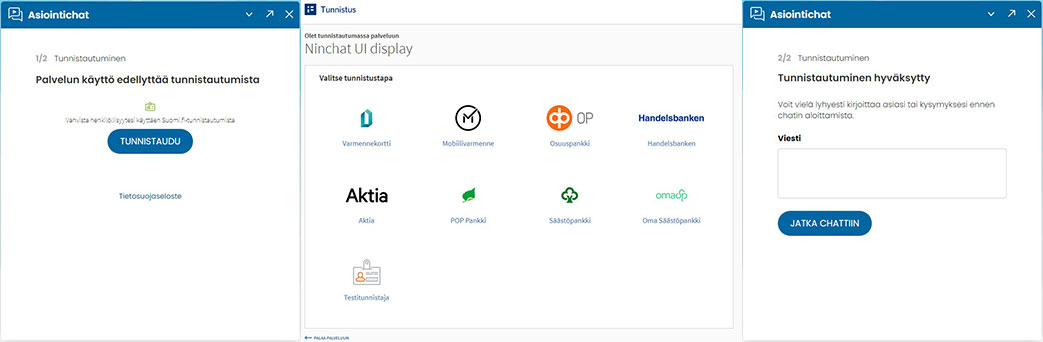 Asiointichat
1/2 Tunnistautuminen
Palvelun käyttö edellyttää tunnistautumista
Vahvista henkilöllisyytesi käyttäen Suomi.fi-tunnistautumista
TUNNISTAUDU
Tietosuojaseloste
Tunnistus
Olet tunnistautumassa palveluun
Ninchat UI display
Valitse tunnistustapa
OP
Handelsbanken
Varmennekortti
Mobiilivarmenne
Osuuspankki
Handelsbanken
Aktia
omasp
Aktia
POP Pankki
Säästöpankki
Oma Säästöpankki
Testitunnistaja
PALAA PALVELUUN
Asiointichat
2/2 Tunnistautuminen
Tunnistautuminen hyväksytty
Voit vielä lyhyesti kirjoittaa asiasi tai kysymyksesi ennen
chatin aloittamista.
Viesti
JATKA CHATTIIN